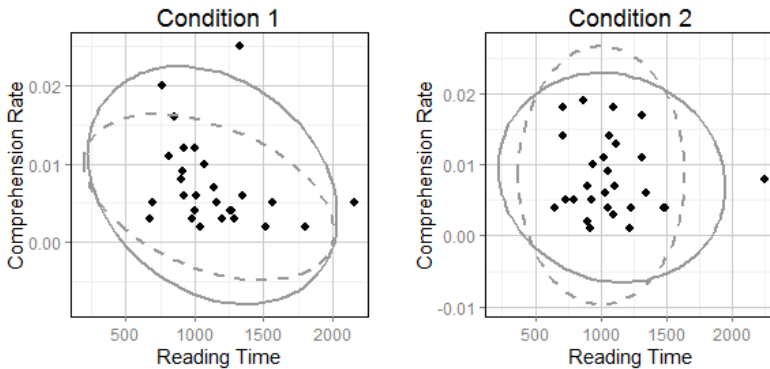 Condition 1
Comprehension Rate
0.02
0.01
0.00
500 1000 1500 2000
Reading Time
Condition 2
Comprehension Rate
0.02
0.01
0.00
-0.01
500 1000 1500 2000
Reading Time